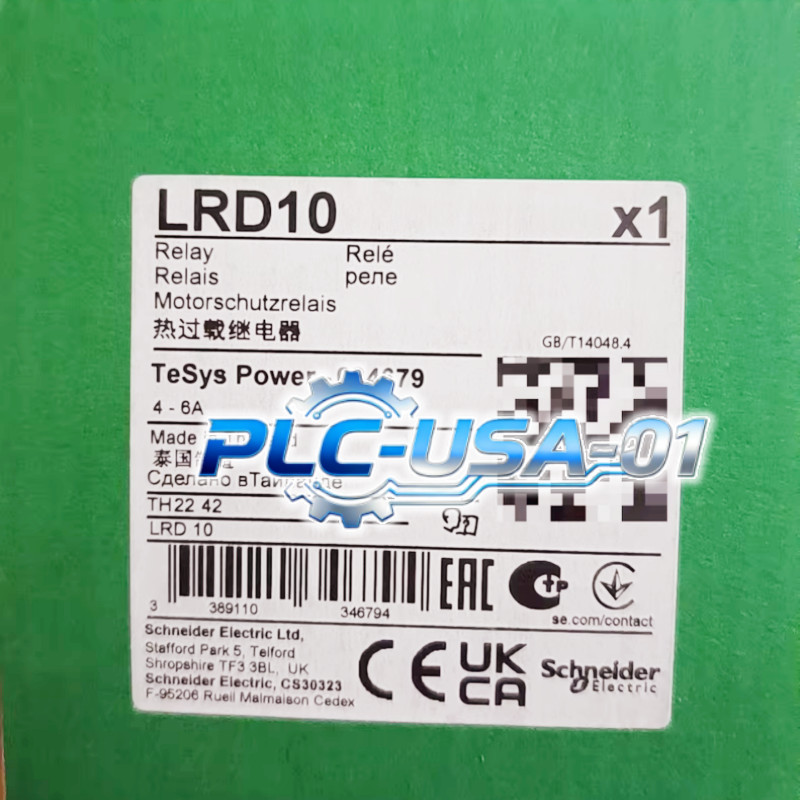 LRD10 x1
Relay Relé
Relais реле
Motorschutzrelais
热过载继电器
GB/T14048.4
TeSys Power
4 - 6A
PLC-USA-01
Made
泰国
Сделано
TH22 42
LRD 10
3 389110 346794
EAC
se.com/contact
Schneider Electric Ltd,
Stafford Park 5, Telford
Shropshire TF3 3BL, UK
Schneider Electric, CS30323
F-95206 Rueil Malmaison Cedex
CE UK
CA
Schneider
Electric